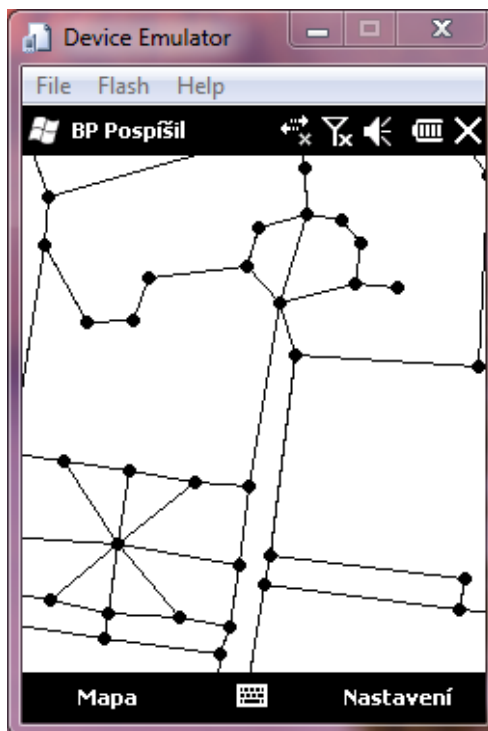 Device Emulator
File Flash Help
BP Pospíšil
Mapa Nastavení